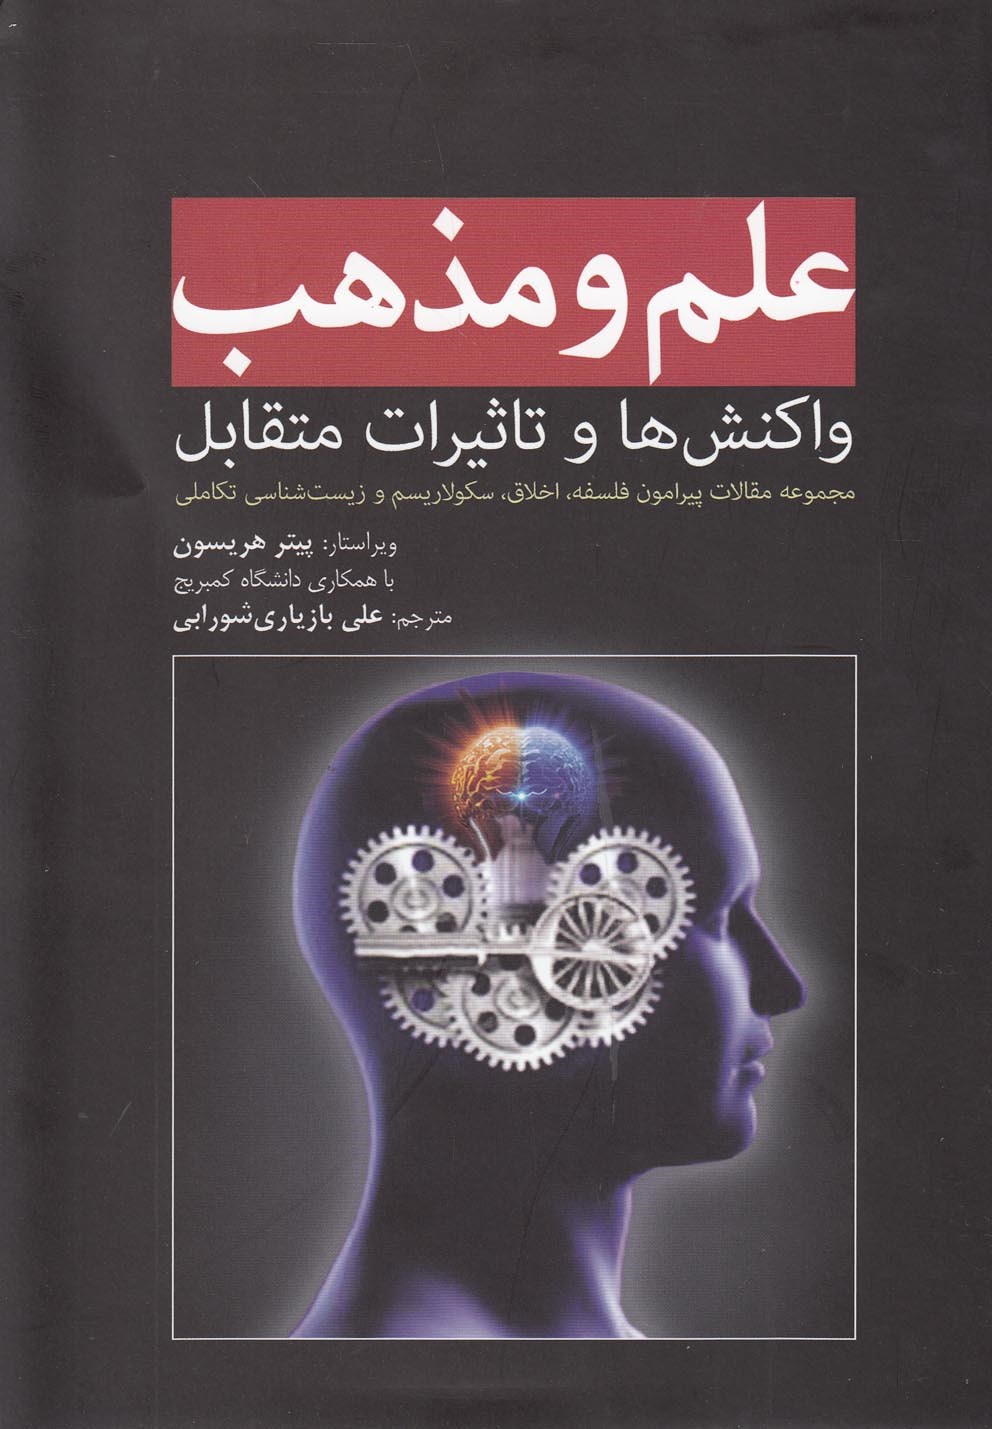 علم و مذهب
واکنش‌ها و تاثیرات متقابل
مجموعه مقالات پیرامون فلسفه، اخلاق، سکولاریسم و زیست‌شناسی تکاملی
ویراستار: پیتر هریسون
با همکاری دانشگاه کمبریج
مترجم: علی بازیاری‌شورابی